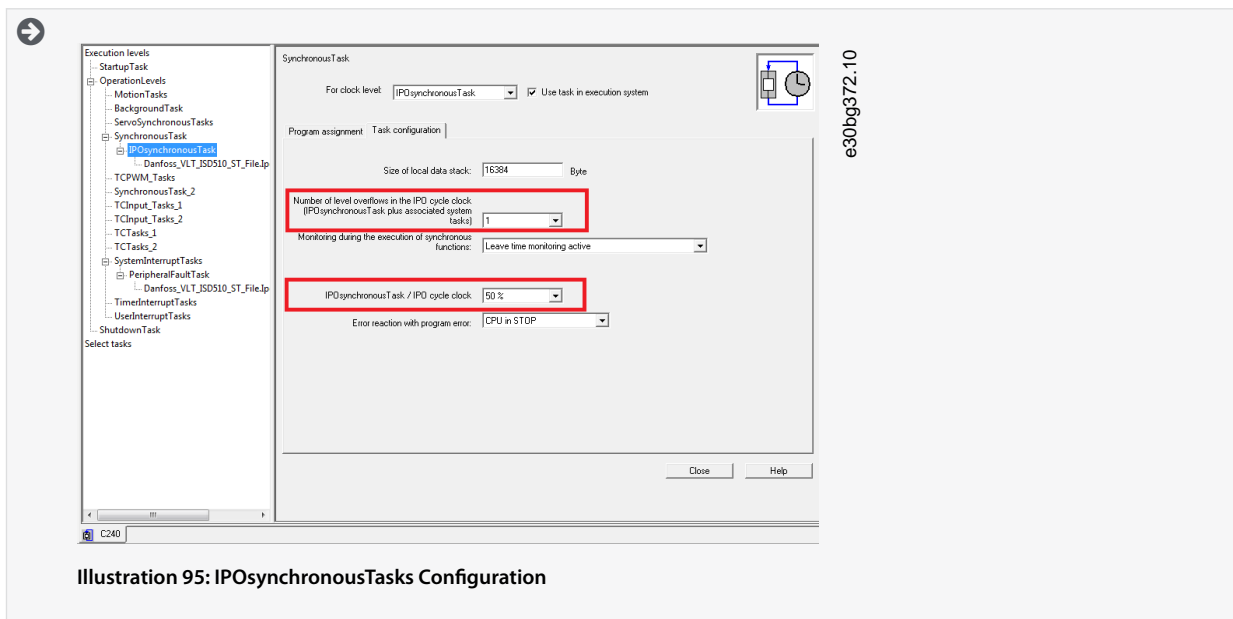 Execution levels
StartupTask
OperationLevels
MotionTasks
BackgroundTask
ServoSynchronousTasks
SynchronousTask
IPOsynchronousTask
Danfoss_VLT_ISD510_ST_File.Ip
TCPWM_Tasks
SynchronousTask_2
TCInput_Tasks_1
TCInput_Tasks_2
TCTasks_1
TCTasks_2
SystemInterruptTasks
PeripheralFaultTask
Danfoss_VLT_ISD510_ST_File.Ip
TimerInterruptTasks
UserInterruptTasks
ShutdownTask
Select tasks
C240
SynchronousTask
For clock level: IPOsynchronousTask Use task in execution system
Program assignment Task configuration
Size of local data stack: 16384 Byte
Number of level overflows in the IPO cycle clock
(IPOsynchronousTask plus associated system
tasks) 1
Monitoring during the execution of synchronous
functions: Leave time monitoring active
IPOsynchronousTask / IPO cycle clock 50 %
Error reaction with program error: CPU in STOP
Close Help
e30bg372.10
Illustration 95: IPOsynchronousTasks Configuration